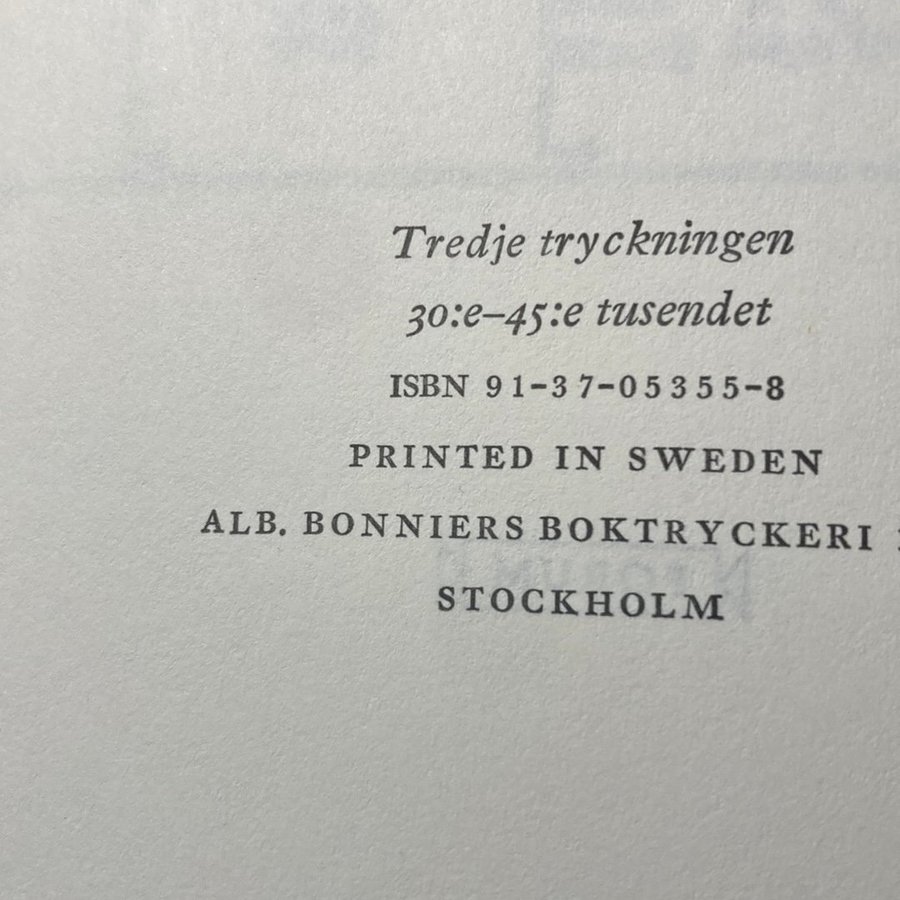 Tredje tryckningen
30:e–45:e tusendet
ISBN 91-37-05355-8
PRINTED IN SWEDEN
ALB. BONNIERS BOKTRYCKERI
STOCKHOLM